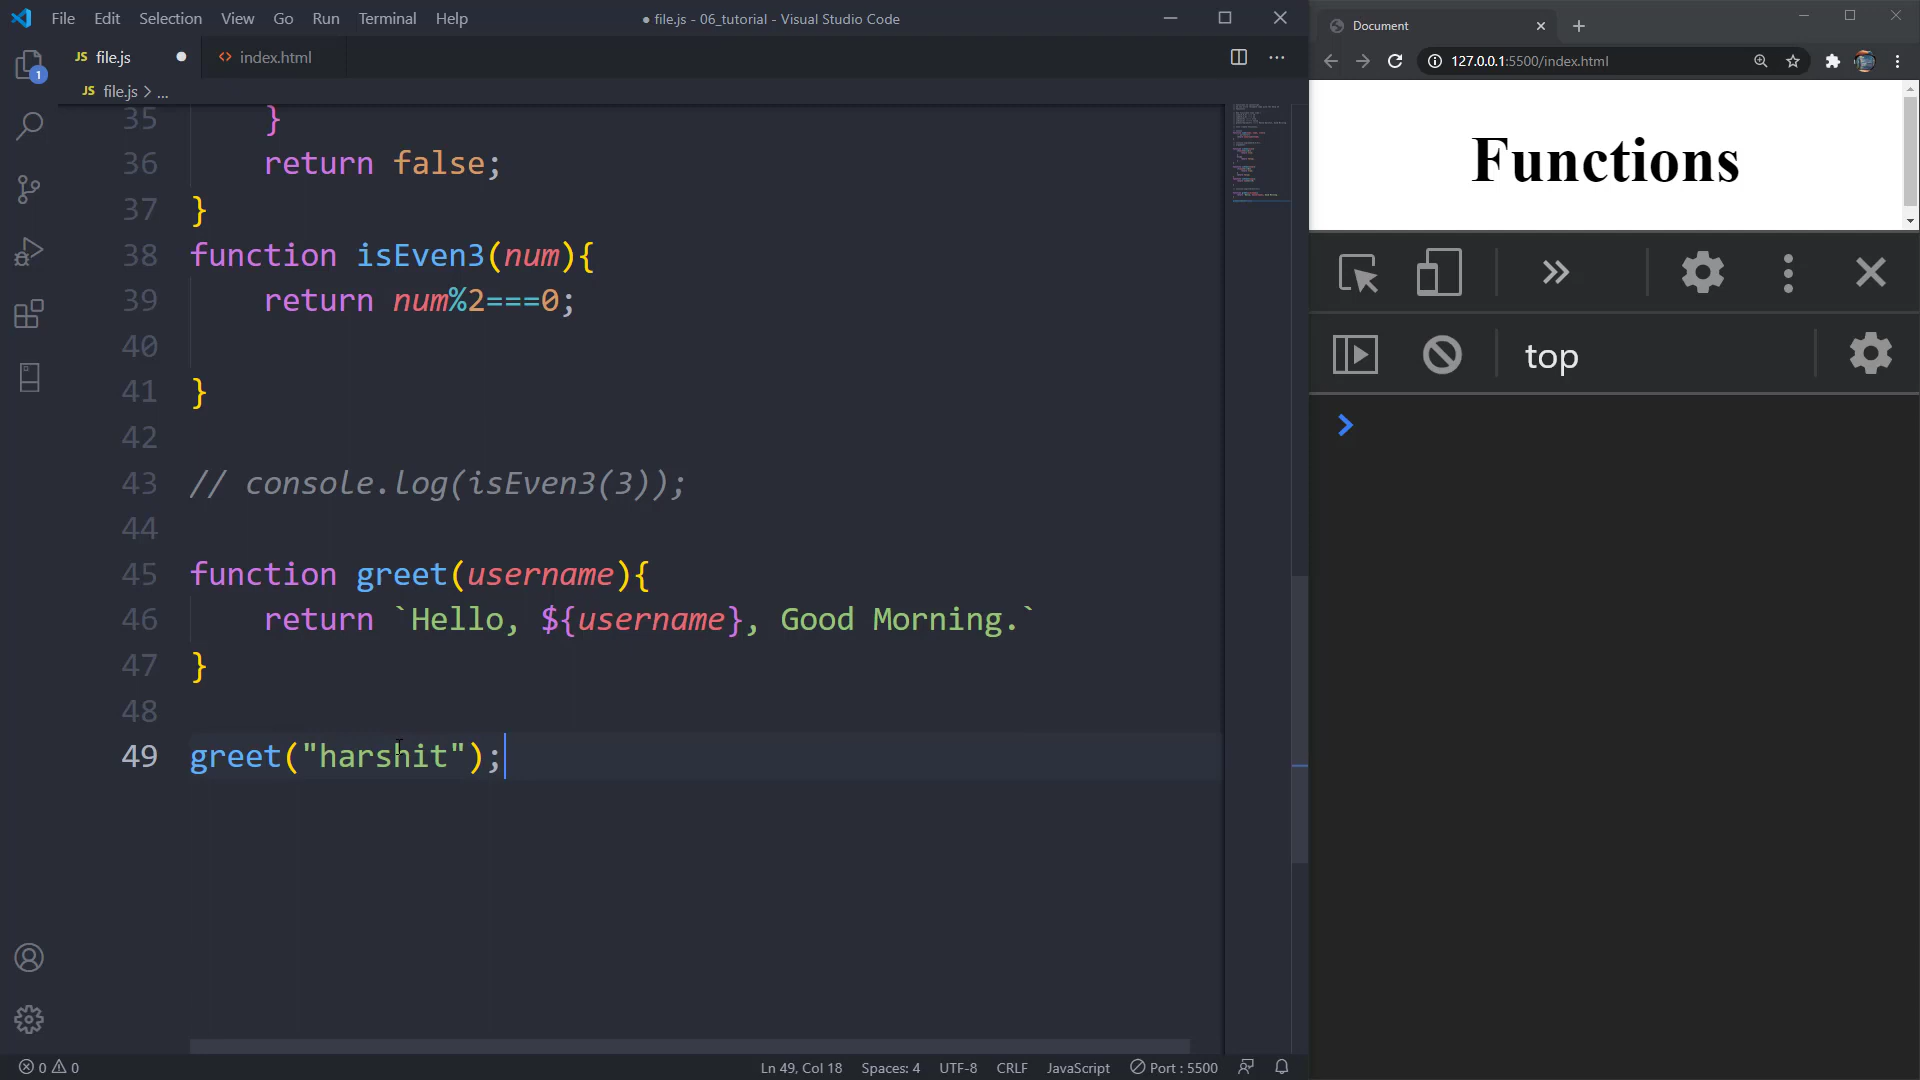 File Edit Selection View Go Run Terminal Help
● file.js - 06_tutorial - Visual Studio Code
JS file.js ●
<> index.html
JS file.js > ...
35 }
36 return false;
37 }
38 function isEven3(num){
39 return num%2===0;
40
41 }
42
43 // console.log(isEven3(3));
44
45 function greet(username){
46 return `Hello, ${username}, Good Morning.`
47 }
48
49 greet("harshit");
1
0 0
Ln 49, Col 18 Spaces: 4 UTF-8 CRLF JavaScript Port : 5500
Document
127.0.0.1:5500/index.html
Functions
top